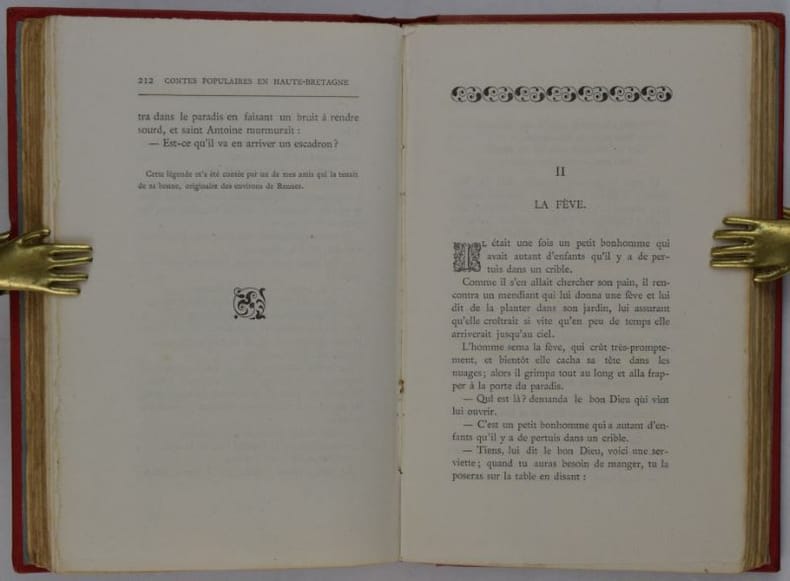 212 CONTES POPULAIRES EN HAUTE-BRETAGNE
tra dans le paradis en faisant un bruit à rendre
sourd, et saint Antoine murmurait :
— Est-ce qu'il va en arriver un escadron ?
Cette légende m'a été contée par un de mes amis qui la tenait
de sa bonne, originaire des environs de Rennes.
II
LA FÈVE.
IL était une fois un petit bonhomme qui
avait autant d'enfants qu'il y a de per-
tuis dans un crible.
Comme il s'en allait chercher son pain, il ren-
contra un mendiant qui lui donna une fève et lui
dit de la planter dans son jardin, lui assurant
qu'elle croîtrait si vite qu'en peu de temps elle
arriverait jusqu'au ciel.
L'homme sema la fève, qui crût très-prompte-
ment, et bientôt elle cacha sa tête dans les
nuages ; alors il grimpa tout au long et alla frap-
per à la porte du paradis.
— Qui est là ? demanda le bon Dieu qui vint
lui ouvrir.
— C'est un petit bonhomme qui a autant d'en-
fants qu'il y a de pertuis dans un crible.
— Tiens, lui dit le bon Dieu, voici une ser-
viette ; quand tu auras besoin de manger, tu la
poseras sur la table en disant :